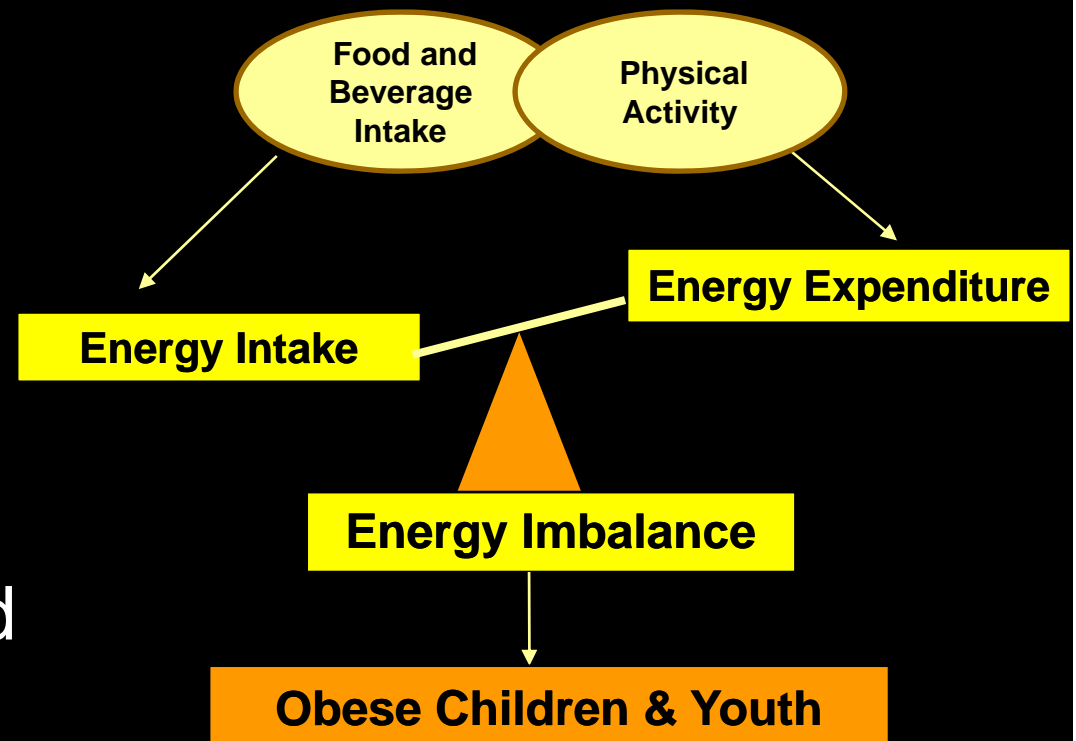 Food and
Beverage
Intake
Physical
Activity
Energy Expenditure
Energy Intake
Energy Imbalance
d
Obese Children & Youth